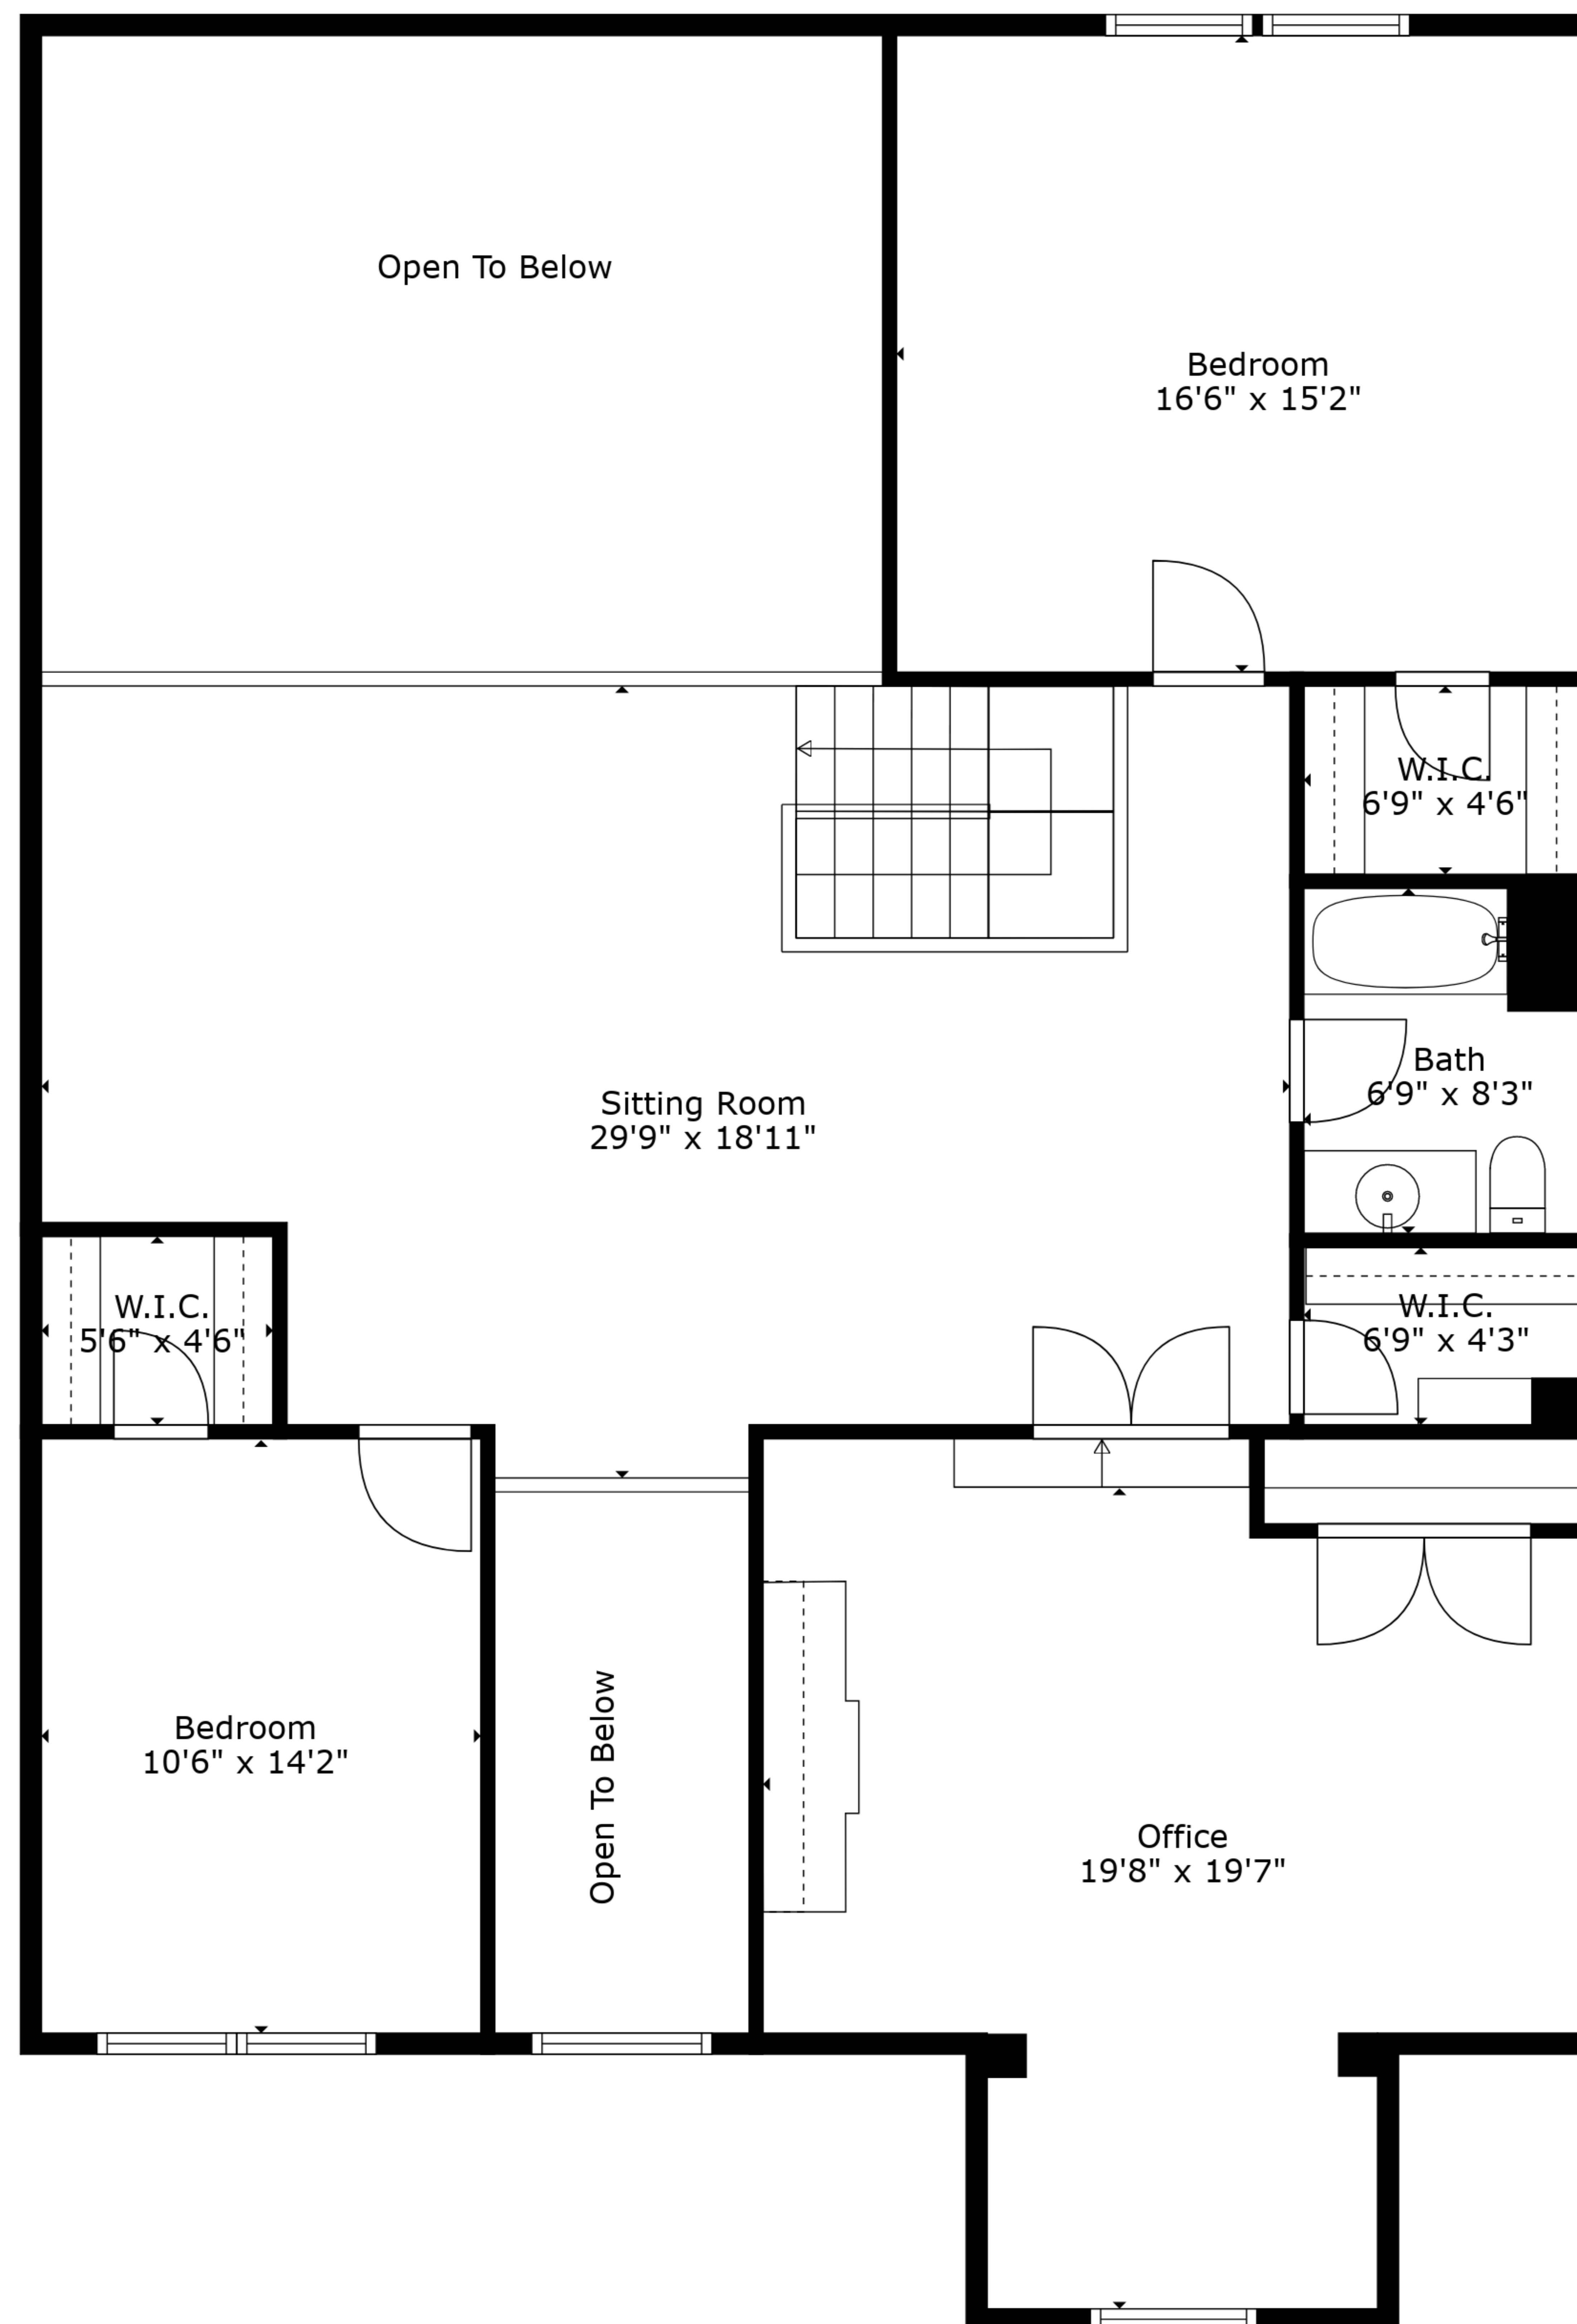 Open To Below
Bedroom
16'6" x 15'2"
W.I.C.
6'9" x 4'6"
Bath
6'9" x 8'3"
Sitting Room
29'9" x 18'11"
W.I.C.
5'6" x 4'6"
W.I.C.
6'9" x 4'3"
Bedroom
10'6" x 14'2"
Open To Below
Office
19'8" x 19'7"